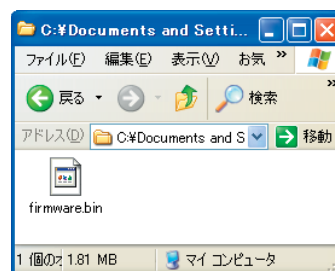 C:¥Documents and Setti...
ファイル(F) 編集(E) 表示(V) お気 »
戻る 検索 »
アドレス(D) C:¥Documents and S 移動
firmware.bin
1 個のオ 1.81 MB マイ コンピュータ